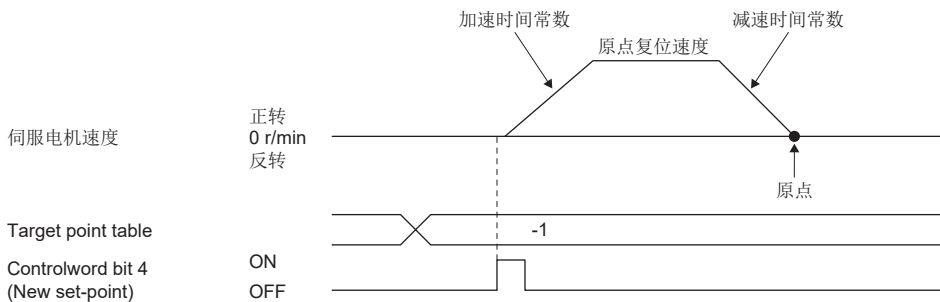 加速时间常数
减速时间常数
原点复位速度
正转
伺服电机速度
0 r/min
反转
原点
Target point table
-1
Controlword bit 4
(New set-point)
ON
OFF